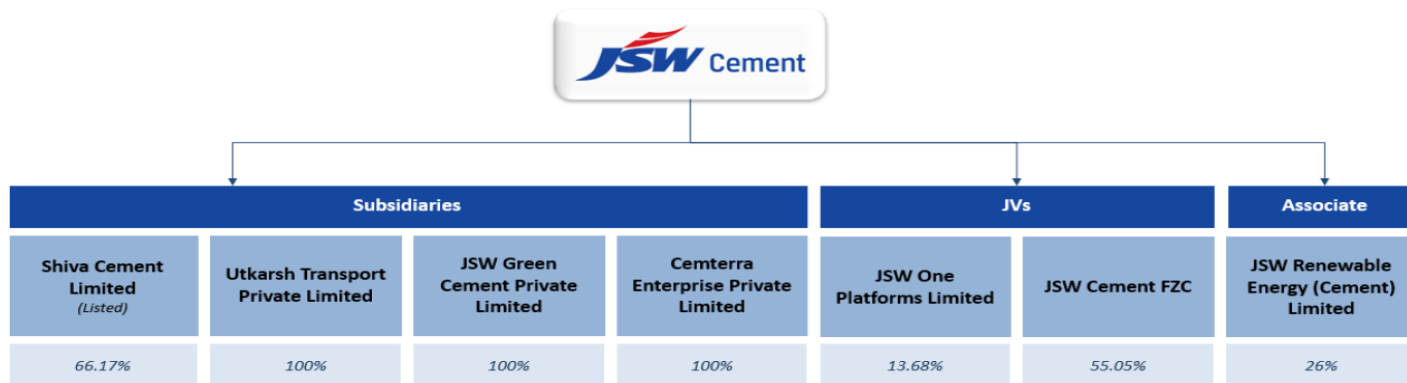 JSW Cement
Subsidiaries
JVs
Associate
Shiva Cement
Limited
(Listed)
Utkarsh Transport
Private Limited
JSW Green
Cement Private
Limited
Cemterra
Enterprise Private
Limited
JSW One
Platforms Limited
JSW Cement FZC
JSW Renewable
Energy (Cement)
Limited
66.17%
100%
100%
100%
13.68%
55.05%
26%